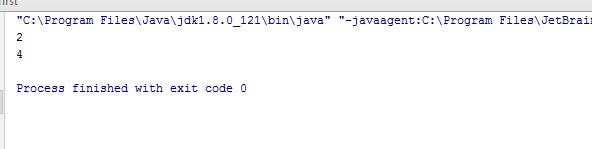 "C:\Program Files\Java\jdk1.8.0_121\bin\java" "-javaagent:C:\Program Files\JetBrai
2
4
Process finished with exit code 0